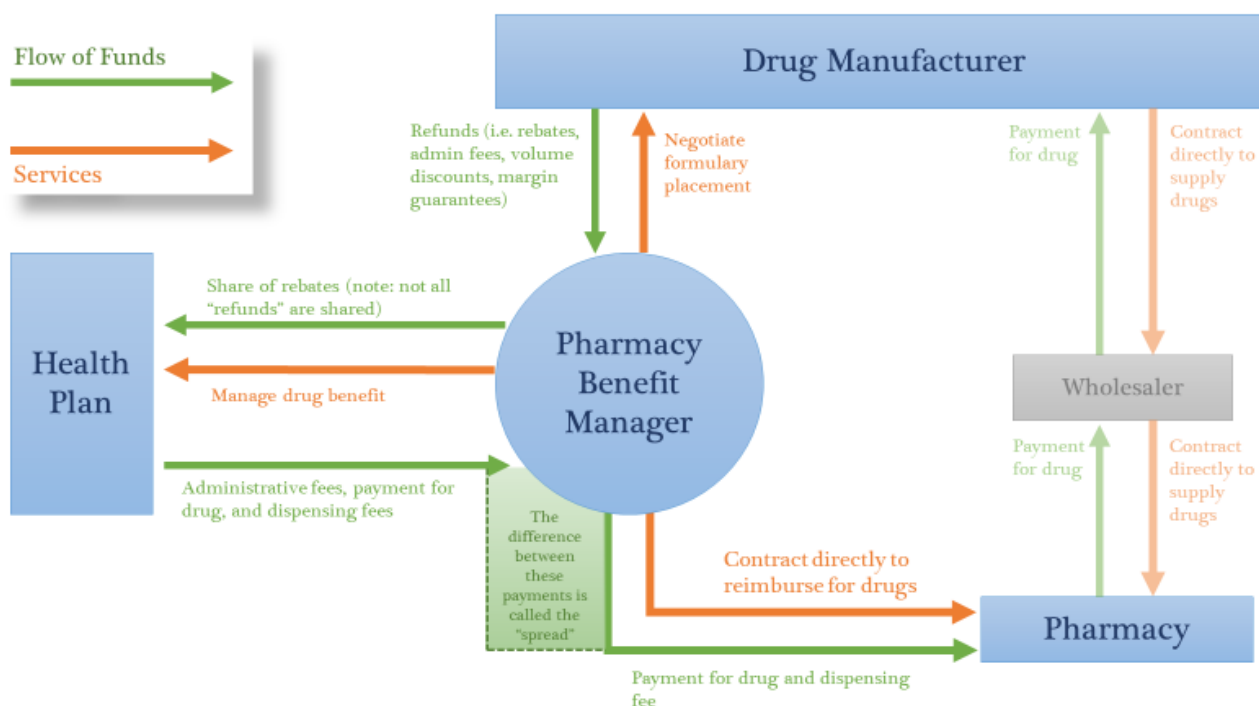 Flow of Funds
Services
Drug Manufacturer
Refunds (i.e. rebates,
admin fees, volume
discounts, margin
guarantees)
Negotiate
formulary
placement
Payment
for drug
Contract
directly to
supply
drugs
Share of rebates (note: not all
"refunds" are shared)
Health
Plan
Pharmacy
Benefit
Manager
Manage drug benefit
Wholesaler
Administrative fees, payment for
drug, and dispensing fees
Payment
for drug
Contract
directly to
supply
drugs
The
difference
between
these
payments is
called the
"spread"
Contract directly to
reimburse for drugs
Pharmacy
Payment for drug and dispensing
fee